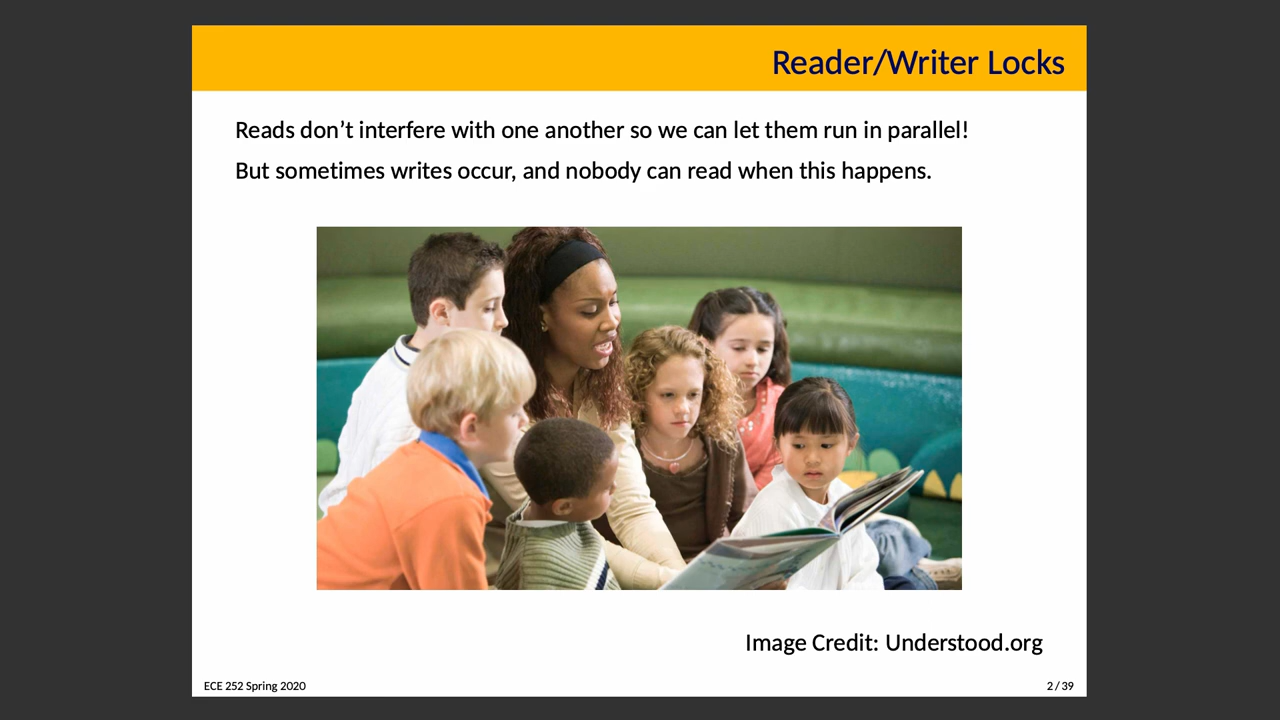 Reader/Writer Locks
Reads don’t interfere with one another so we can let them run in parallel!
But sometimes writes occur, and nobody can read when this happens.
Image Credit: Understood.org
ECE 252 Spring 2020
2 / 39